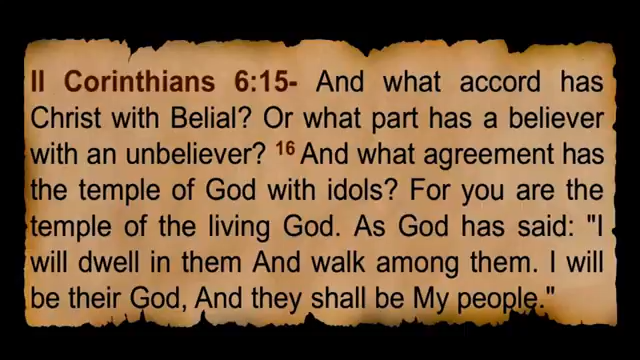 II Corinthians 6:15- And what accord has
Christ with Belial? Or what part has a believer
with an unbeliever? 16 And what agreement has
the temple of God with idols? For you are the
temple of the living God. As God has said: "I
will dwell in them And walk among them. I will
be their God, And they shall be My people."